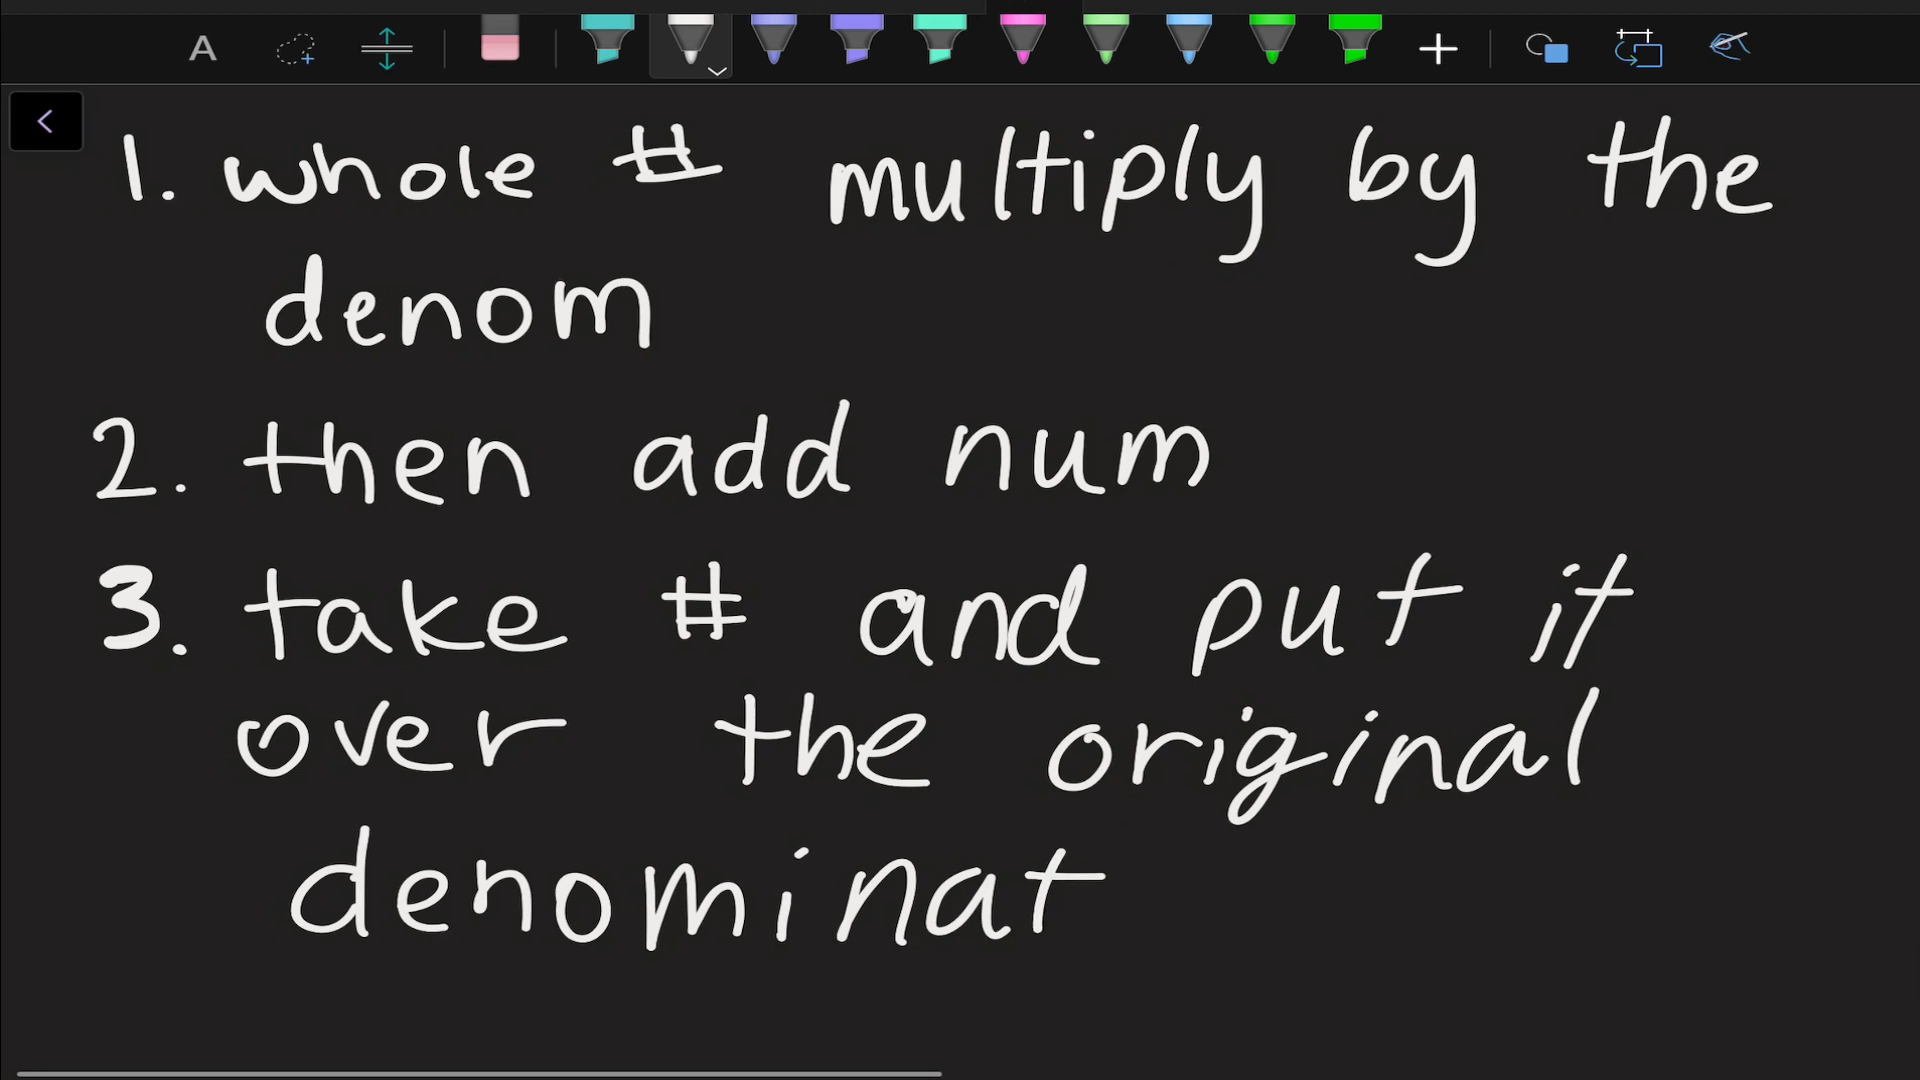 A
1. whole # multiply by the
denom
2. then add num
3. take # and put it
over the original
denominat